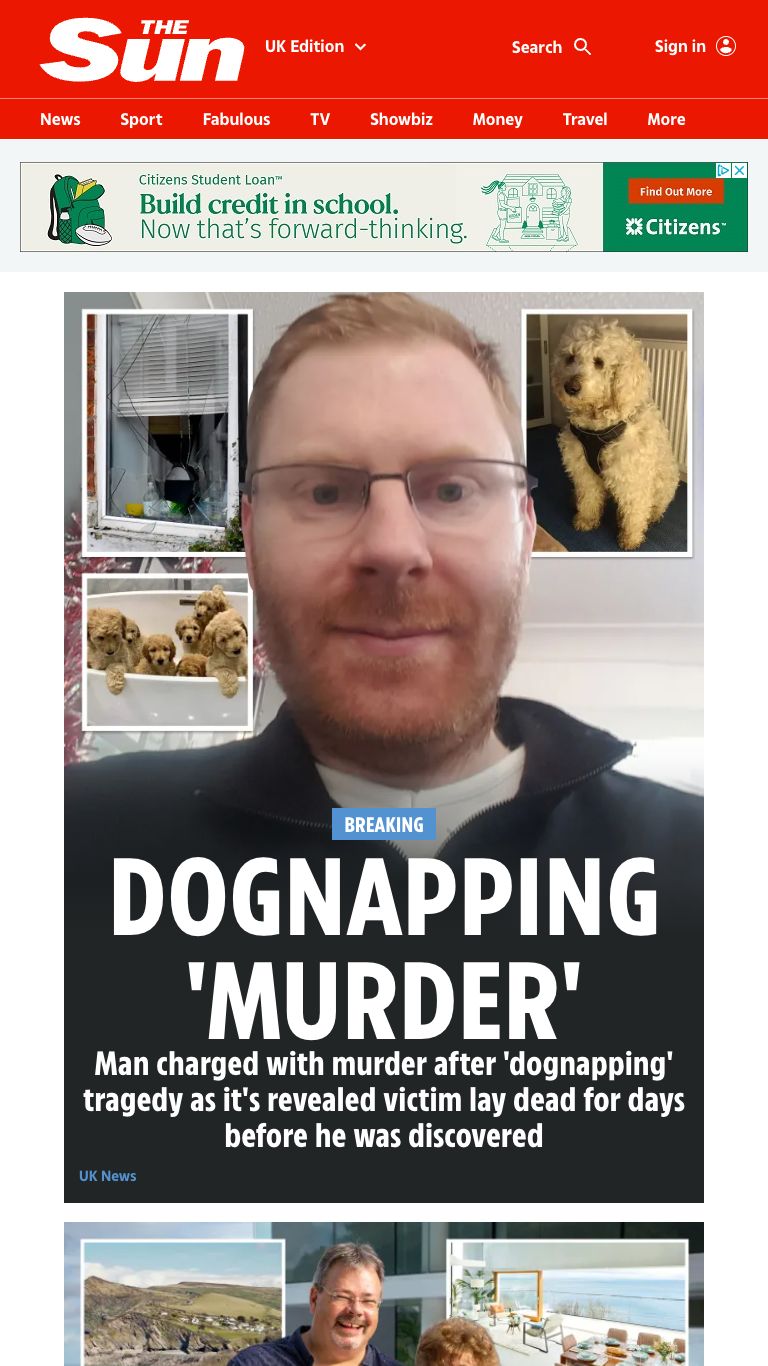 THE
Sun
UK Edition
Search
Sign in
News Sport Fabulous TV Showbiz Money Travel More
Citizens Student Loan™
Build credit in school.
Now that's forward-thinking.
Find Out More
Citizens™
BREAKING
DOGNAPPING
'MURDER'
Man charged with murder after 'dognapping'
tragedy as it's revealed victim lay dead for days
before he was discovered
UK News